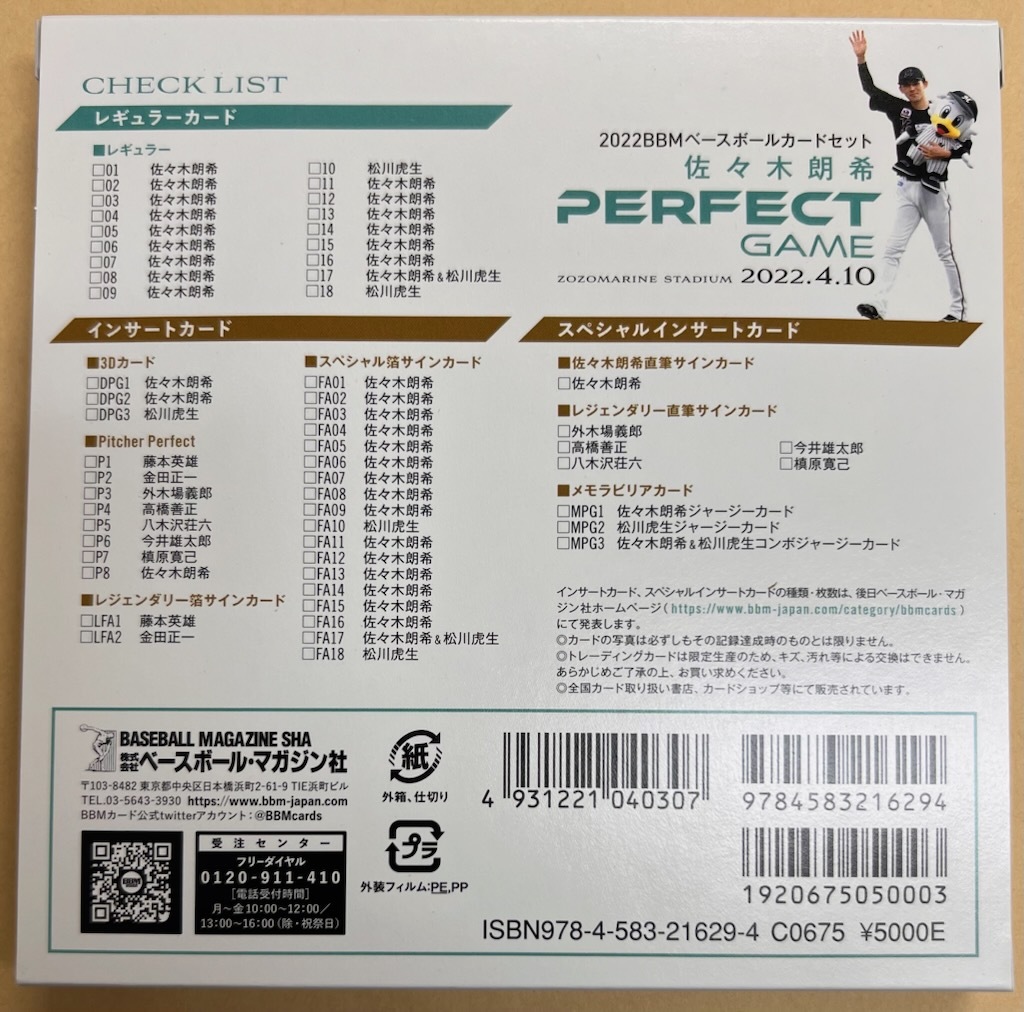 CHECK LIST
レギュラーカード
■レギュラー
□01 佐々木朗希
□02 佐々木朗希
□03 佐々木朗希
□04 佐々木朗希
□05 佐々木朗希
□06 佐々木朗希
□07 佐々木朗希
□08 佐々木朗希
□09 佐々木朗希
□10 松川虎生
□11 佐々木朗希
□12 佐々木朗希
□13 佐々木朗希
□14 佐々木朗希
□15 佐々木朗希
□16 佐々木朗希
□17 佐々木朗希&松川虎生
□18 松川虎生
2022BBMベースボールカードセット
佐々木朗希
PERFECT
GAME
ZOZOMARINE STADIUM 2022.4.10
インサートカード
■3Dカード
□DPG1 佐々木朗希
□DPG2 佐々木朗希
□DPG3 松川虎生
■Pitcher Perfect
□P1 藤本英雄
□P2 金田正一
□P3 外木場義郎
□P4 高橋善正
□P5 八木沢荘六
□P6 今井雄太郎
□P7 槙原寛己
□P8 佐々木朗希
■レジェンダリー箔サインカード
□LFA1 藤本英雄
□LFA2 金田正一
■スペシャル箔サインカード
□FA01 佐々木朗希
□FA02 佐々木朗希
□FA03 佐々木朗希
□FA04 佐々木朗希
□FA05 佐々木朗希
□FA06 佐々木朗希
□FA07 佐々木朗希
□FA08 佐々木朗希
□FA09 佐々木朗希
□FA10 松川虎生
□FA11 佐々木朗希
□FA12 佐々木朗希
□FA13 佐々木朗希
□FA14 佐々木朗希
□FA15 佐々木朗希
□FA16 佐々木朗希
□FA17 佐々木朗希&松川虎生
□FA18 松川虎生
スペシャルインサートカード
■佐々木朗希直筆サインカード
□佐々木朗希
■レジェンダリー直筆サインカード
□外木場義郎
□高橋善正 □今井雄太郎
□八木沢荘六 □槙原寛己
■メモラビリアカード
□MPG1 佐々木朗希ジャージーカード
□MPG2 松川虎生ジャージーカード
□MPG3 佐々木朗希&松川虎生コンボジャージーカード
インサートカード、スペシャルインサートカードの種類・枚数は、後日ベースボール・マガ
ジン社ホームページ(https://www.bbm-japan.com/category/bbmcards)
にて発表します。
◎カードの写真は必ずしもその記録達成時のものとは限りません。
◎トレーディングカードは限定生産のため、キズ、汚れ等による交換はできません。
あらかじめご了承の上、お買い求めください。
◎全国カード取り扱い書店、カードショップ等にて販売されています。
BASEBALL MAGAZINE SHA
株式会社ベースボール・マガジン社
〒103-8482 東京都中央区日本橋浜町2-61-9 TIE浜町ビル
TEL.03-5643-3930 https://www.bbm-japan.com
BBMカード公式twitterアカウント:@BBMcards
受注センター
フリーダイヤル
0120-911-410
[電話受付時間]
月〜金10:00〜12:00/
13:00〜16:00(除・祝祭日)
紙
外箱、仕切り
プラ
外装フィルム:PE,PP
4 931221 040307
9784583216294
1920675050003
ISBN978-4-583-21629-4 C0675 ¥5000E